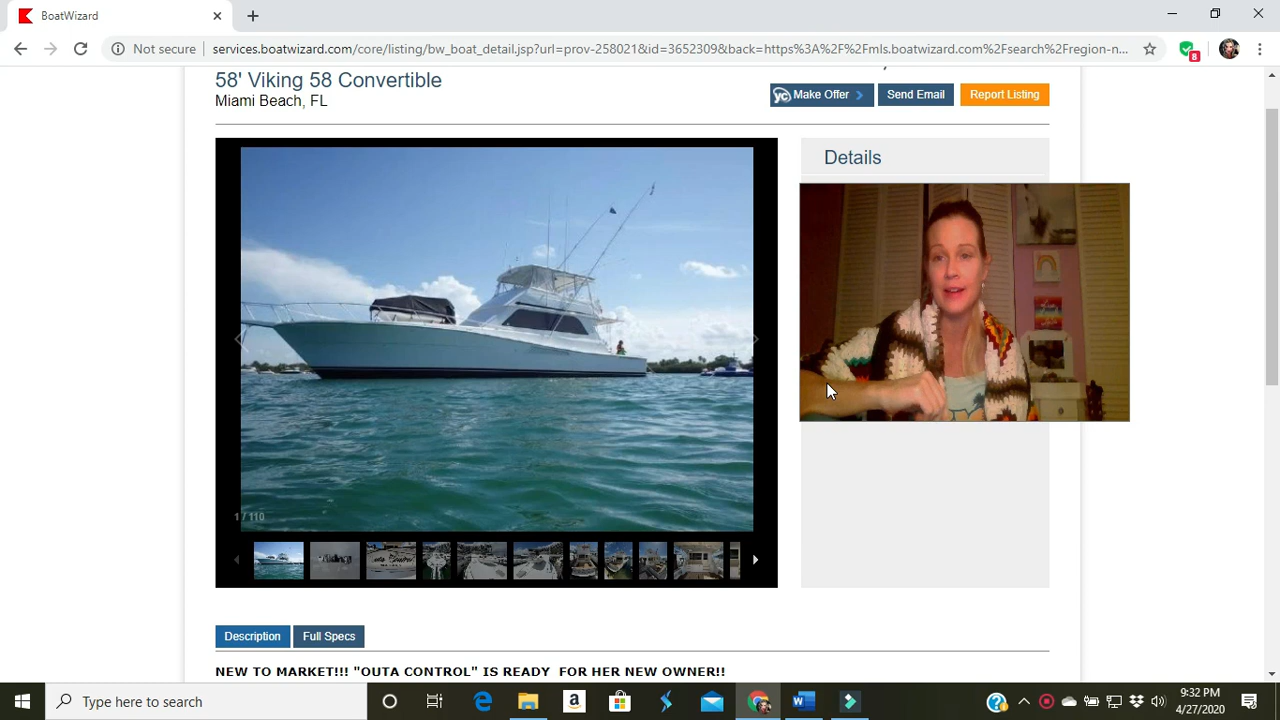 BoatWizard
Not secure
services.boatwizard.com/core/listing/bw_boat_detail.jsp?url=prov-258021&id=3652309&back=https%3A%2F%2Fmls.boatwizard.com%2Fsearch%2Fregion-n...
8
58' Viking 58 Convertible
Miami Beach, FL
yc Make Offer
Send Email
Report Listing
Details
1 / 110
Description
Full Specs
NEW TO MARKET!!! "OUTA CONTROL" IS READY FOR HER NEW OWNER!!
Type here to search
9:32 PM
4/27/2020